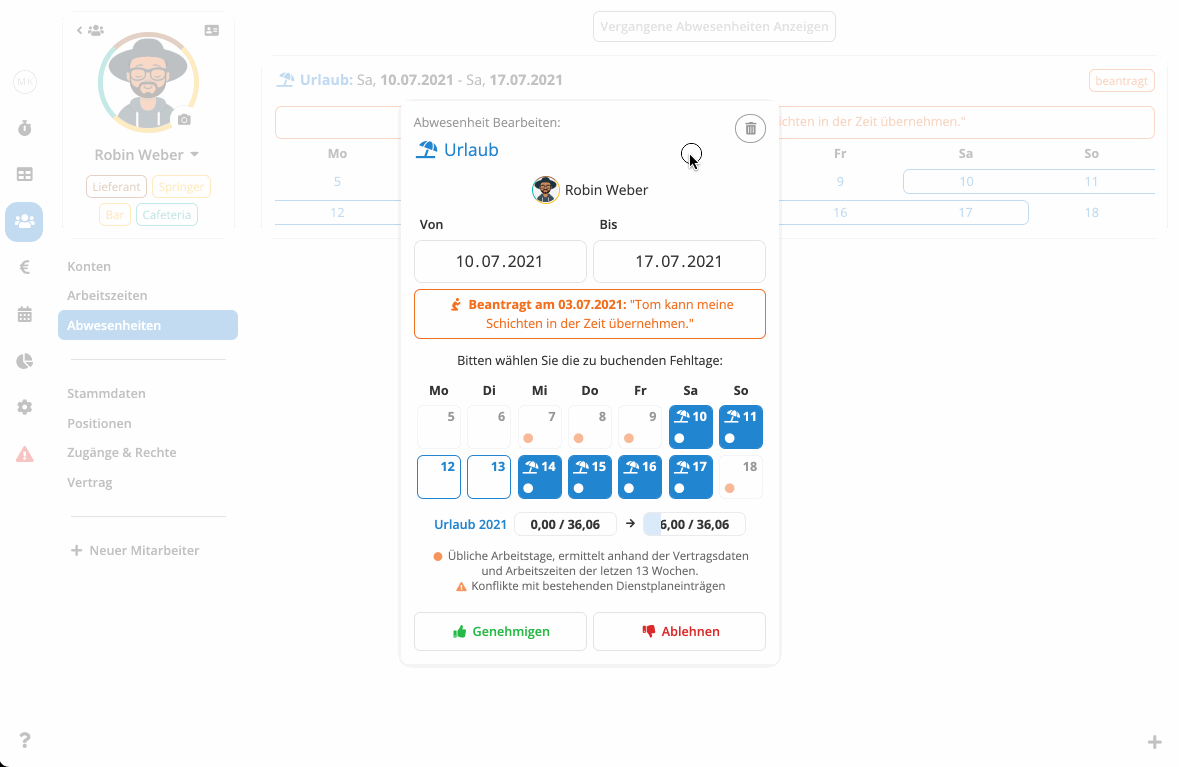 Vergangene Abwesenheiten Anzeigen
MK
Robin Weber
Lieferant Springer
Bar Cafeteria
Konten
Arbeitszeiten
Abwesenheiten
Stammdaten
Positionen
Zugänge & Rechte
Vertrag
+ Neuer Mitarbeiter
Urlaub: Sa, 10.07.2021 - Sa, 17.07.2021
beantragt
ichten in der Zeit übernehmen."
Mo Fr Sa So
5 9 10 11
12 16 17 18
Abwesenheit Bearbeiten:
Urlaub
Robin Weber
Von Bis
10.07.2021 17.07.2021
Beantragt am 03.07.2021: "Tom kann meine
Schichten in der Zeit übernehmen."
Bitten wählen Sie die zu buchenden Fehltage:
Mo Di Mi Do Fr Sa So
5 6 7 8 9 10 11
12 13 14 15 16 17 18
Urlaub 2021 0,00 / 36,06 → 6,00 / 36,06
Übliche Arbeitstage, ermittelt anhand der Vertragsdaten
und Arbeitszeiten der letzen 13 Wochen.
Konflikte mit bestehenden Dienstplaneinträgen
Genehmigen Ablehnen
€
?
+